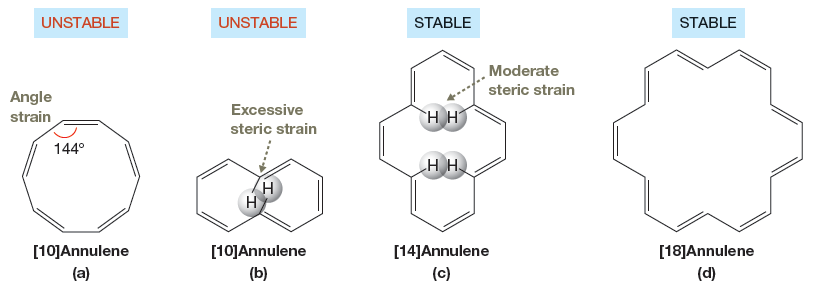 UNSTABLE
UNSTABLE
STABLE
STABLE
Angle
strain
144°
Excessive
steric strain
H
H
Moderate
steric strain
H H
H H
[10]Annulene
(a)
[10]Annulene
(b)
[14]Annulene
(c)
[18]Annulene
(d)